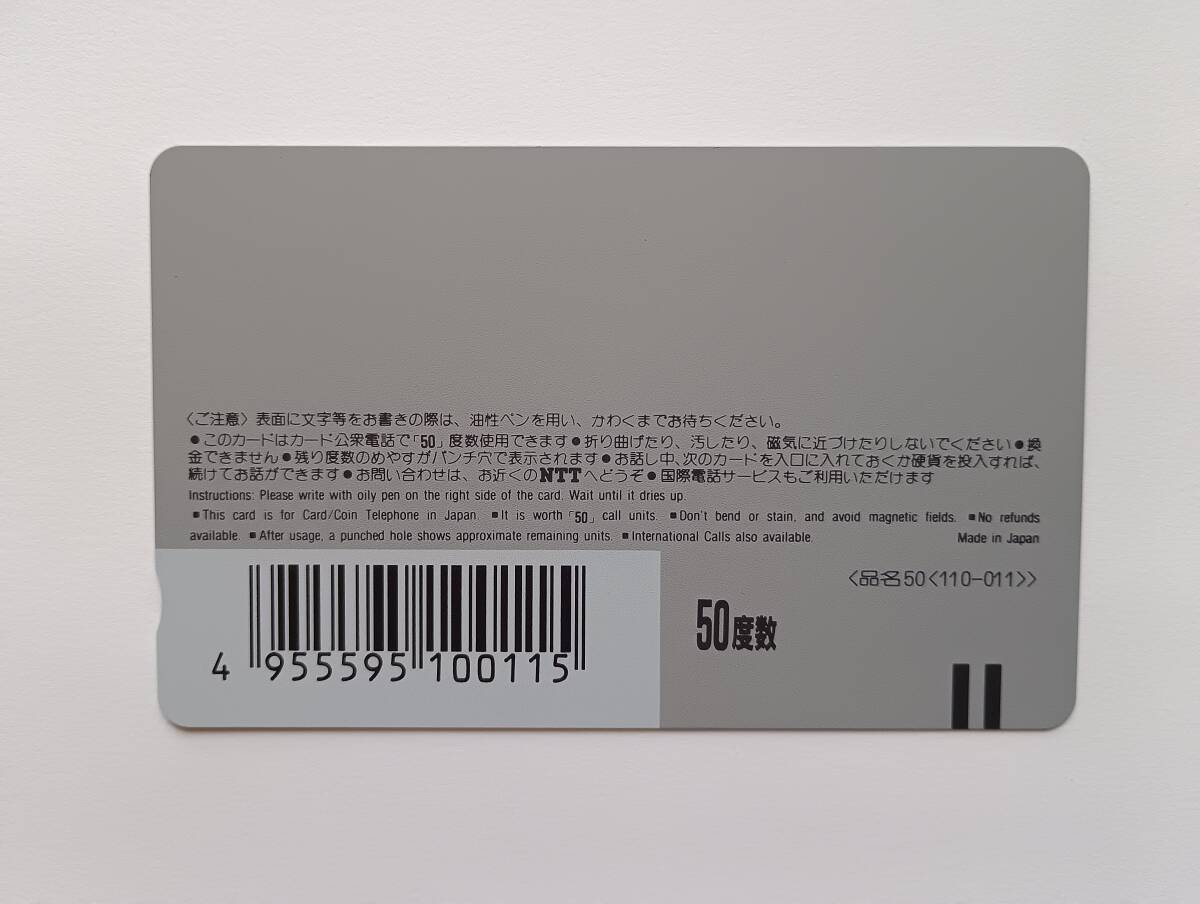 〈ご注意〉表面に文字等をお書きの際は、油性ペンを用い、かわくまでお待ちください。
●このカードはカード公衆電話で「50」度数使用できます●折り曲げたり、汚したり、磁気に近づけたりしないでください●換
金できません●残り度数のめやすがパンチ穴で表示されます●お話し中、次のカードを入口に入れておくか硬貨を投入すれば、
続けてお話ができます●お問い合わせは、お近くのNTTへどうぞ●国際電話サービスもご利用いただけます
Instructions: Please write with oily pen on the right side of the card. Wait until it dries up.
■This card is for Card/Coin Telephone in Japan. ■It is worth「50」call units. ■Don't bend or stain, and avoid magnetic fields. ■No refunds
available. ■After usage, a punched hole shows approximate remaining units. ■International Calls also available. Made in Japan
〈品名50〈110-011〉〉
50度数
4 955595 100115